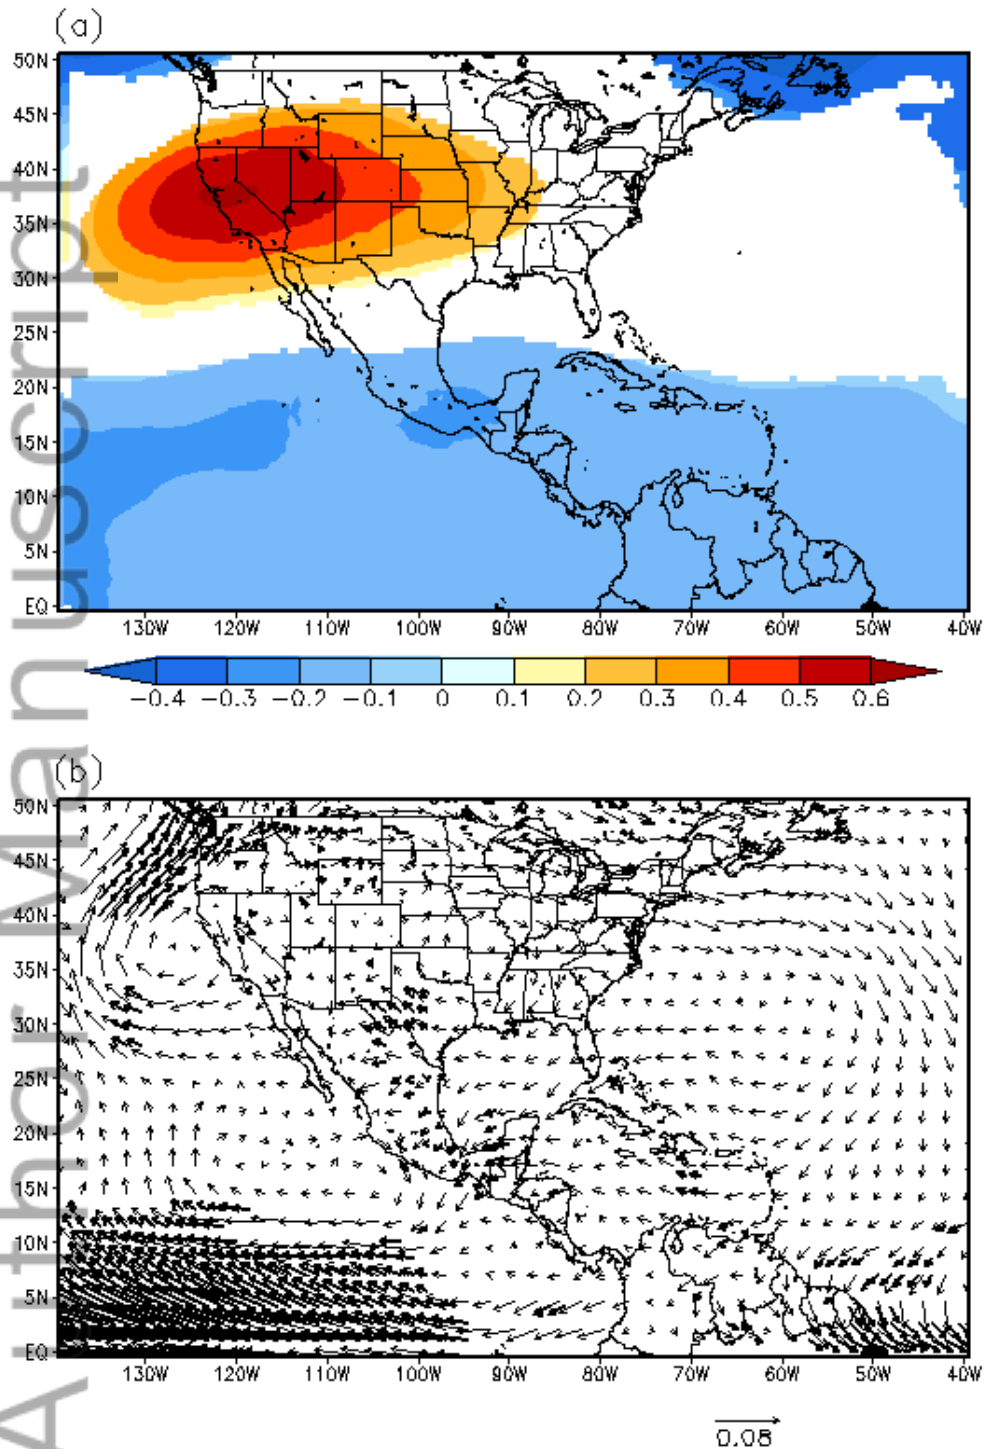 (a)
50N
45N
40N
35N
30N
25N
20N
15N
10N
5N
EQ
130W 120W 110W 100W 90W 80W 70W 60W 50W 40W
-0.4 -0.3 -0.2 -0.1 0 0.1 0.2 0.3 0.4 0.5 0.6
(b)
50N
45N
40N
35N
30N
25N
20N
15N
10N
5N
EQ
130W 120W 110W 100W 90W 80W 70W 60W 50W 40W
0.08
Author Manuscript